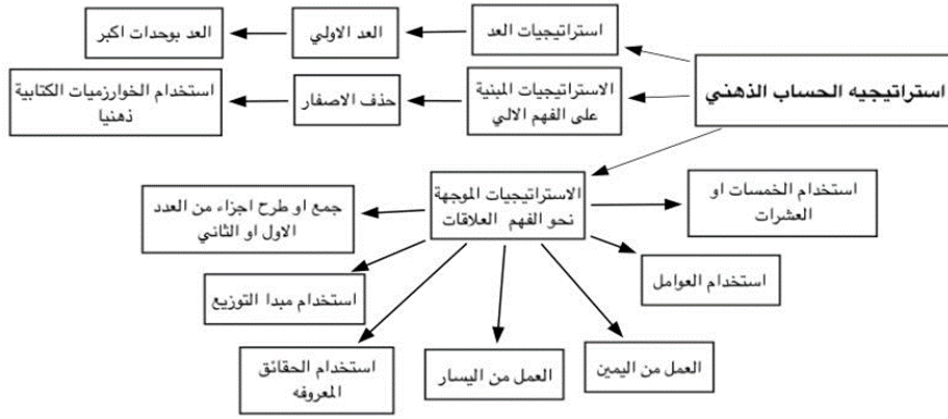 استراتيجيه الحساب الذهني
استراتيجيات العد
العد الاولي
العد بوحدات اكبر
الاستراتيجيات المبنية
على الفهم الالي
حذف الاصفار
استخدام الخوارزميات الكتابية
ذهنيا
الاستراتيجيات الموجهة
نحو الفهم العلاقات
استخدام الخمسات او
العشرات
جمع او طرح اجزاء من العدد
الاول او الثاني
استخدام العوامل
استخدام مبدا التوزيع
العمل من اليمين
العمل من اليسار
استخدام الحقائق
المعروفه